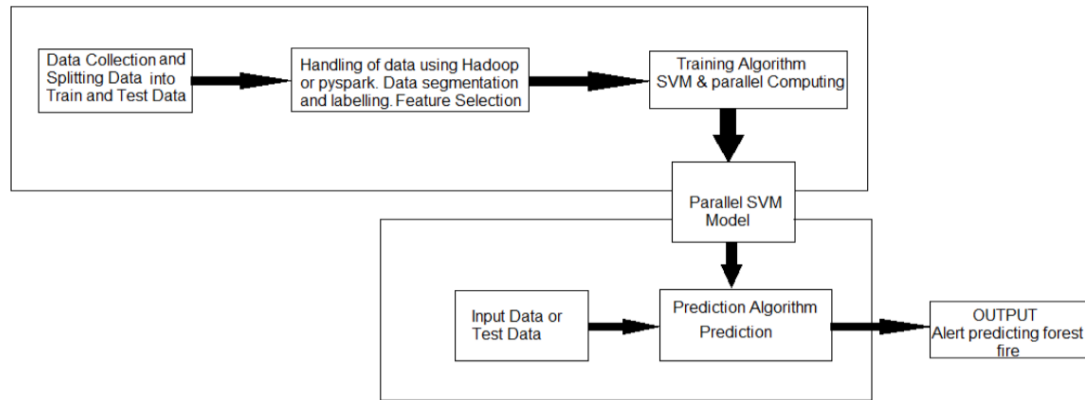 Data Collection and
Splitting Data into
Train and Test Data
Handling of data using Hadoop
or pyspark. Data segmentation
and labelling. Feature Selection
Training Algorithm
SVM & parallel Computing
Parallel SVM
Model
Input Data or
Test Data
Prediction Algorithm
Prediction
OUTPUT
Alert predicting forest
fire